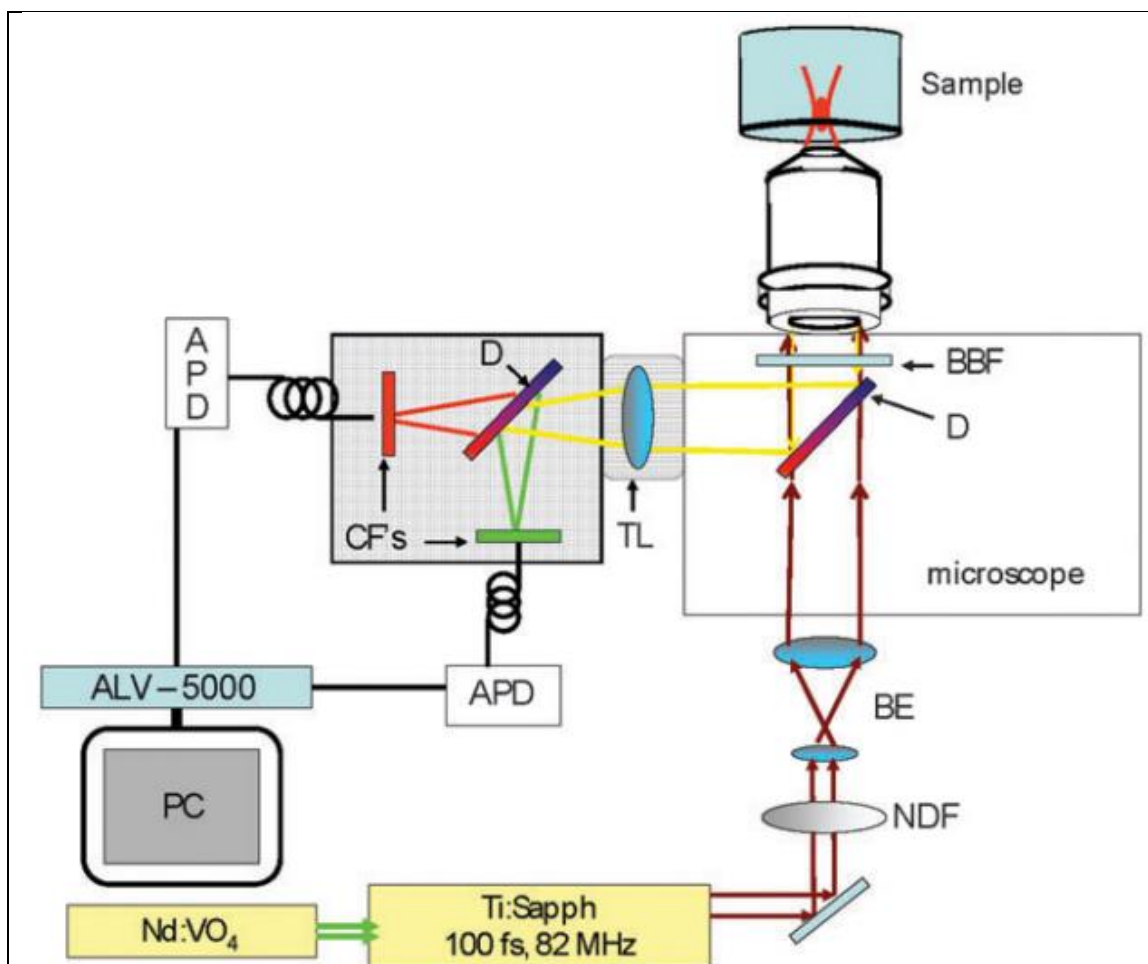 Sample
A
P
D
D
BBF
D
CF's
TL
microscope
ALV – 5000
APD
BE
PC
NDF
Nd:VO₄
Ti:Sapph
100 fs, 82 MHz